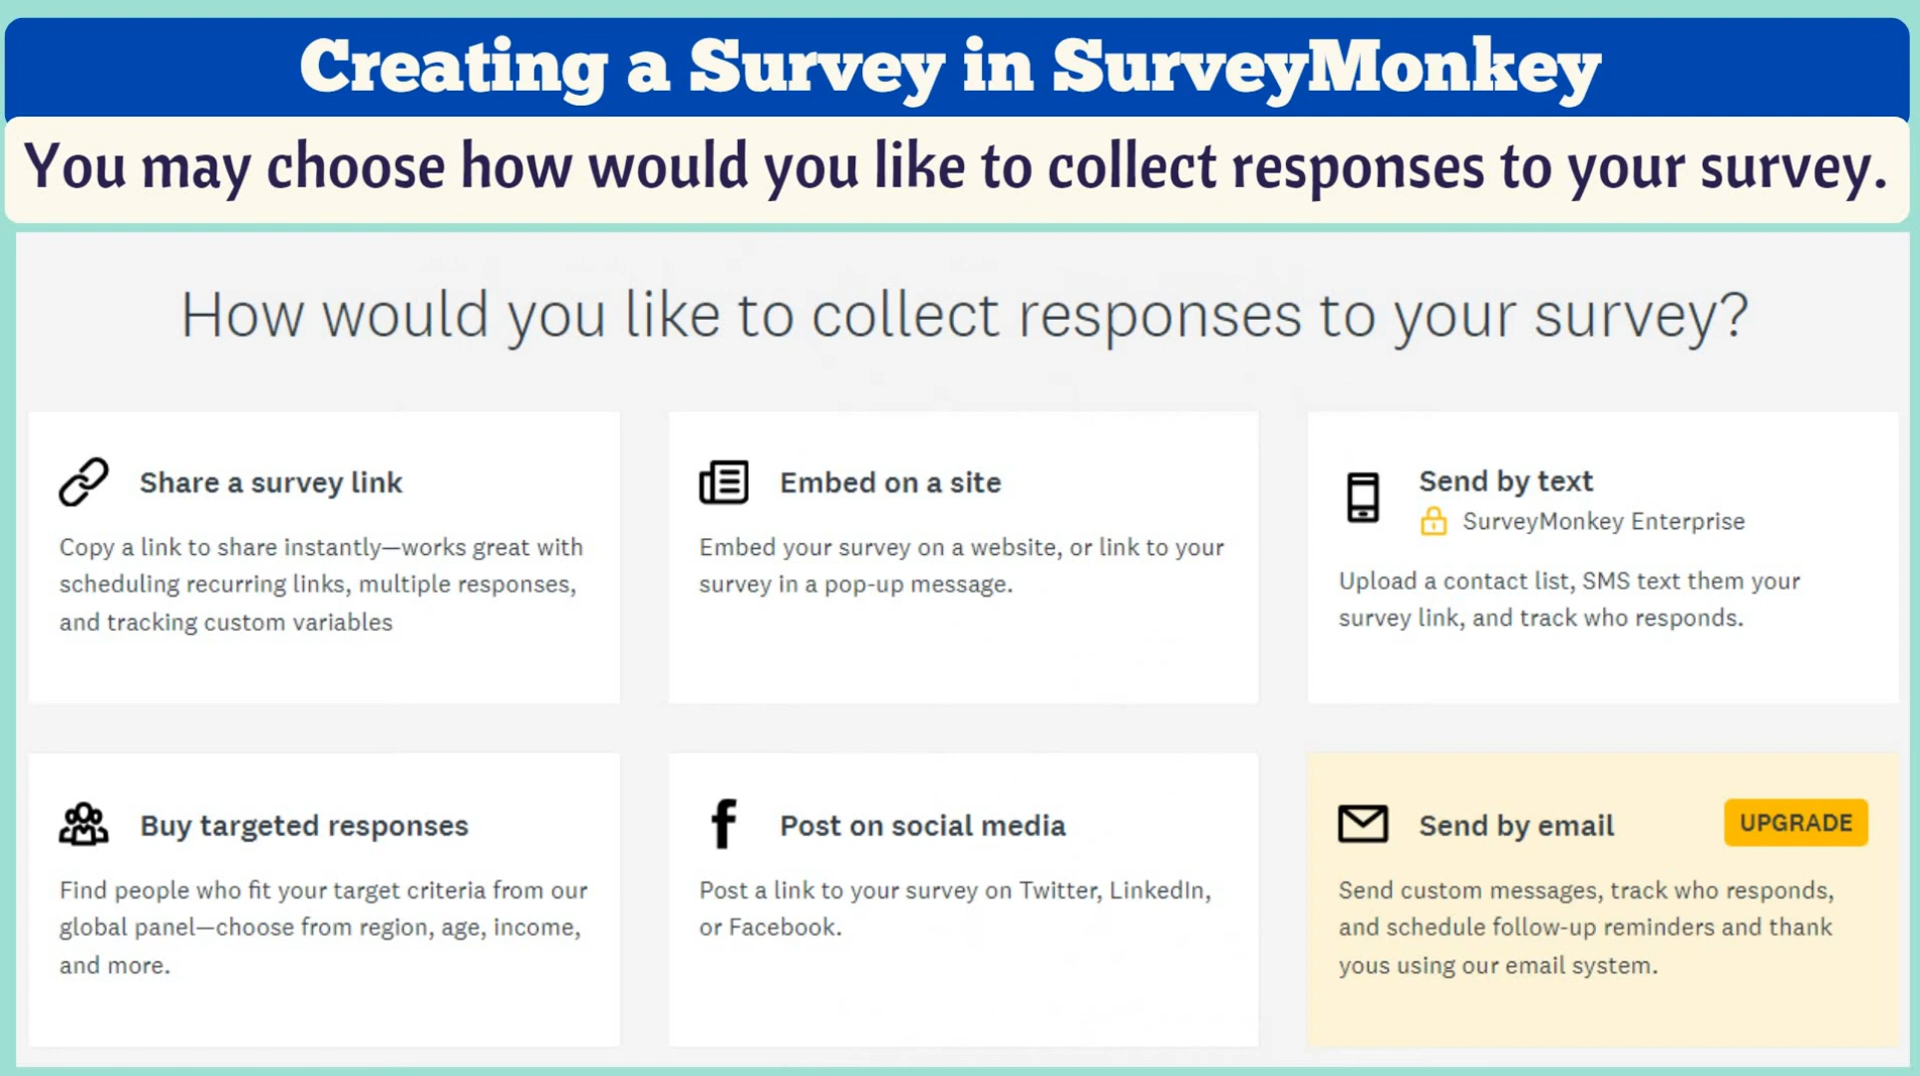 Creating a Survey in SurveyMonkey
You may choose how would you like to collect responses to your survey.
How would you like to collect responses to your survey?
Share a survey link
Copy a link to share instantly—works great with
scheduling recurring links, multiple responses,
and tracking custom variables
Embed on a site
Embed your survey on a website, or link to your
survey in a pop-up message.
Send by text
SurveyMonkey Enterprise
Upload a contact list, SMS text them your
survey link, and track who responds.
Buy targeted responses
Find people who fit your target criteria from our
global panel—choose from region, age, income,
and more.
Post on social media
Post a link to your survey on Twitter, LinkedIn,
or Facebook.
Send by email
UPGRADE
Send custom messages, track who responds,
and schedule follow-up reminders and thank
yous using our email system.